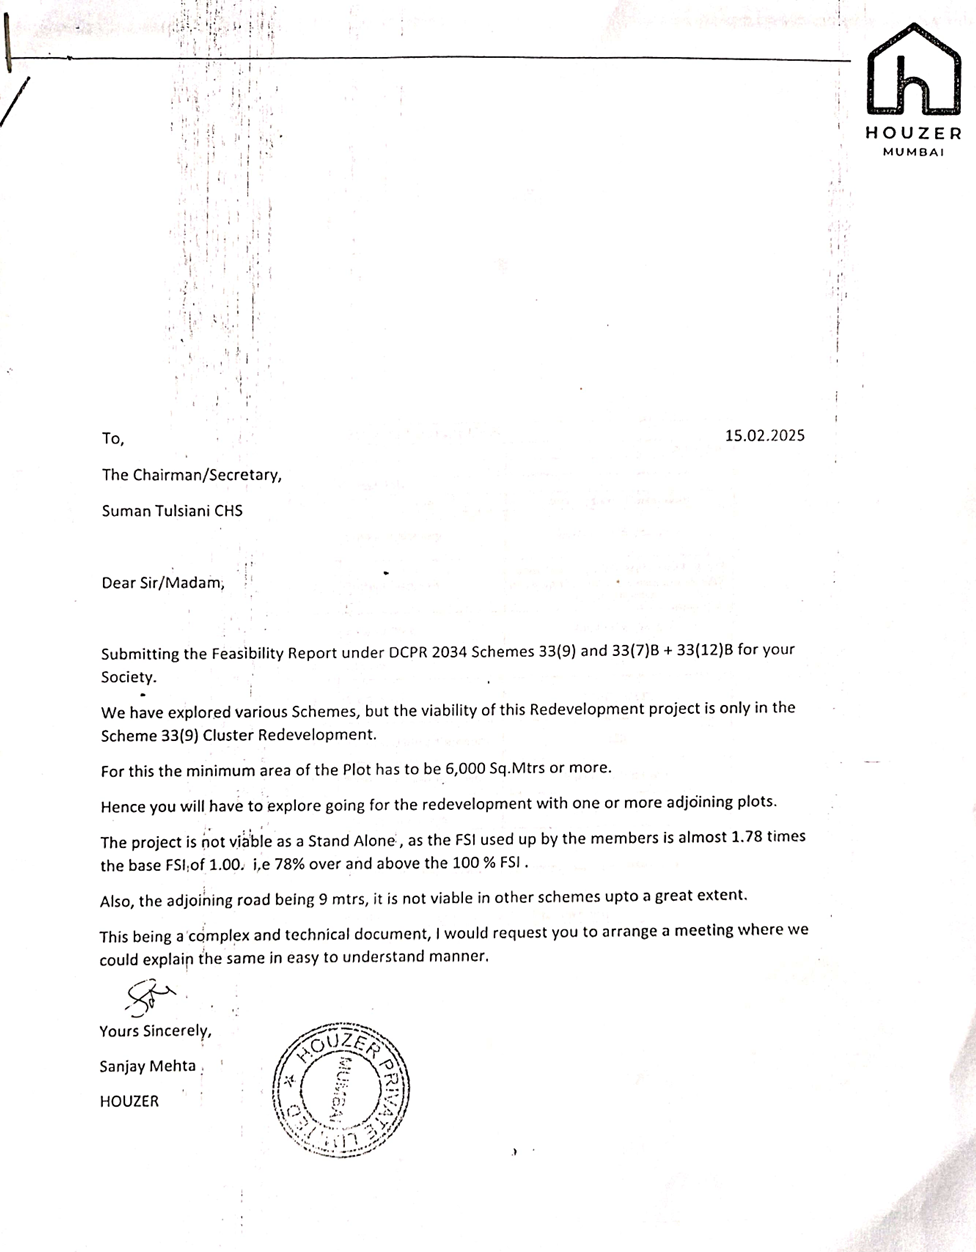 HOUZER
MUMBAI
To,
15.02.2025
The Chairman/Secretary,
Suman Tulsiani CHS
Dear Sir/Madam,
Submitting the Feasibility Report under DCPR 2034 Schemes 33(9) and 33(7)B + 33(12)B for your
Society.
We have explored various Schemes, but the viability of this Redevelopment project is only in the
Scheme 33(9) Cluster Redevelopment.
For this the minimum area of the Plot has to be 6,000 Sq.Mtrs or more.
Hence you will have to explore going for the redevelopment with one or more adjoining plots.
The project is not viable as a Stand Alone , as the FSI used up by the members is almost 1.78 times
the base FSI of 1.00. i,e 78% over and above the 100 % FSI .
Also, the adjoining road being 9 mtrs, it is not viable in other schemes upto a great extent.
This being a complex and technical document, I would request you to arrange a meeting where we
could explain the same in easy to understand manner.
Yours Sincerely,
Sanjay Mehta
HOUZER
HOUZER PRIVATE LIMITED
MUMBAI